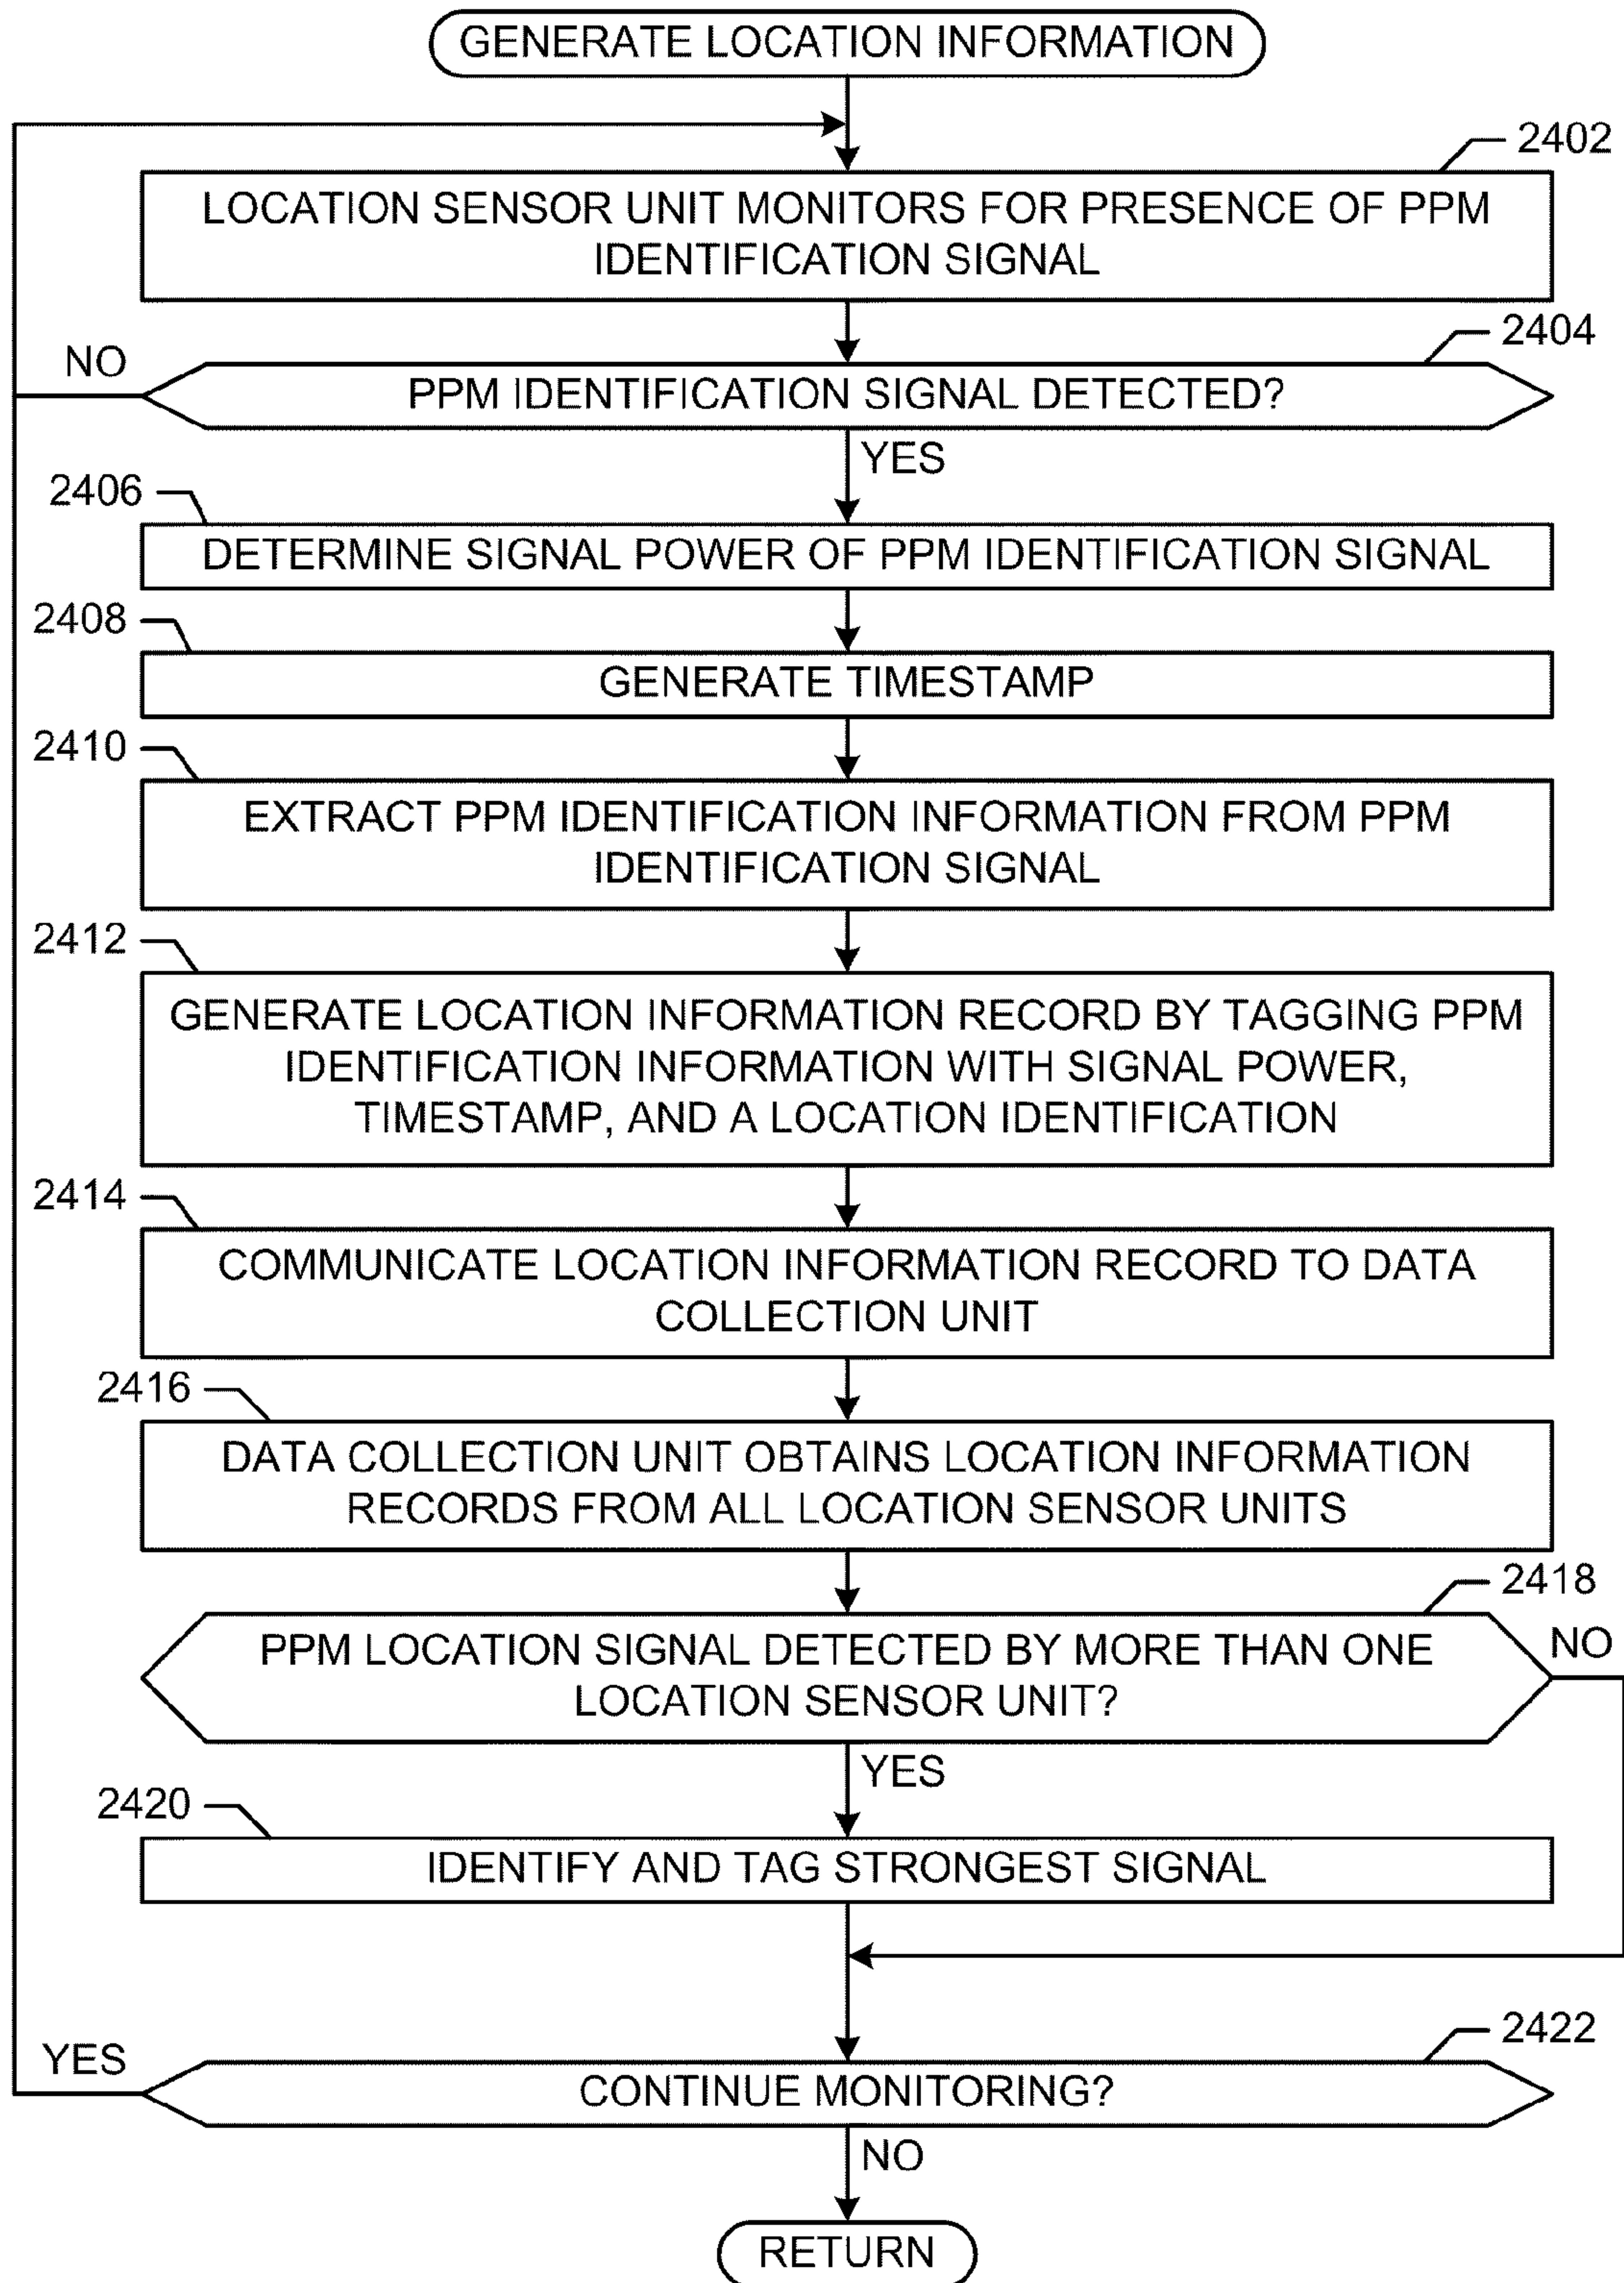 GENERATE LOCATION INFORMATION
2402
LOCATION SENSOR UNIT MONITORS FOR PRESENCE OF PPM
IDENTIFICATION SIGNAL
2404
NO
PPM IDENTIFICATION SIGNAL DETECTED?
YES
2406
DETERMINE SIGNAL POWER OF PPM IDENTIFICATION SIGNAL
2408
GENERATE TIMESTAMP
2410
EXTRACT PPM IDENTIFICATION INFORMATION FROM PPM
IDENTIFICATION SIGNAL
2412
GENERATE LOCATION INFORMATION RECORD BY TAGGING PPM
IDENTIFICATION INFORMATION WITH SIGNAL POWER,
TIMESTAMP, AND A LOCATION IDENTIFICATION
2414
COMMUNICATE LOCATION INFORMATION RECORD TO DATA
COLLECTION UNIT
2416
DATA COLLECTION UNIT OBTAINS LOCATION INFORMATION
RECORDS FROM ALL LOCATION SENSOR UNITS
2418
PPM LOCATION SIGNAL DETECTED BY MORE THAN ONE
LOCATION SENSOR UNIT?
NO
YES
2420
IDENTIFY AND TAG STRONGEST SIGNAL
2422
YES
CONTINUE MONITORING?
NO
RETURN